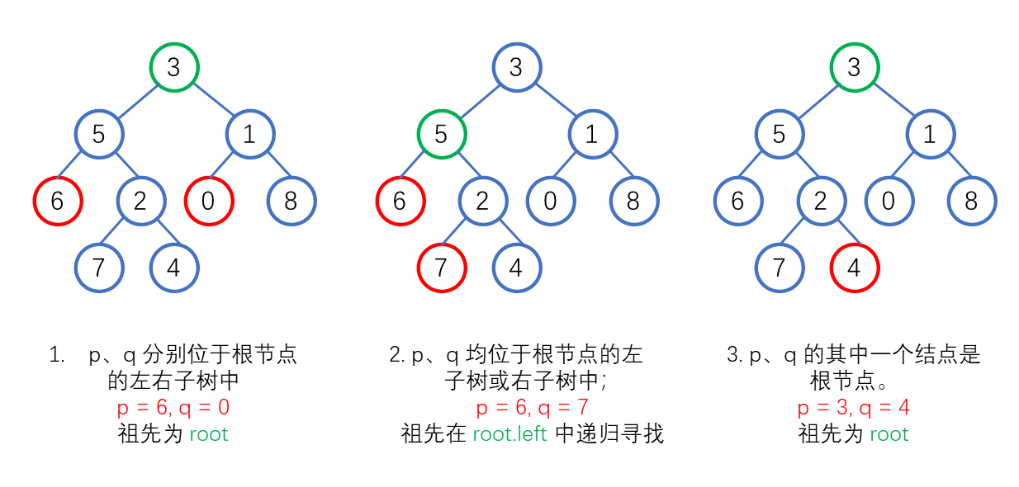 3
5
1
6
2
0
8
7
4
3
5
1
6
2
0
8
7
4
3
5
1
6
2
0
8
7
4
1. p、q 分别位于根节点
的左右子树中
p = 6, q = 0
祖先为 root
2. p、q 均位于根节点的左
子树或右子树中；
p = 6, q = 7
祖先在 root.left 中递归寻找
3. p、q 的其中一个结点是
根节点。
p = 3, q = 4
祖先为 root